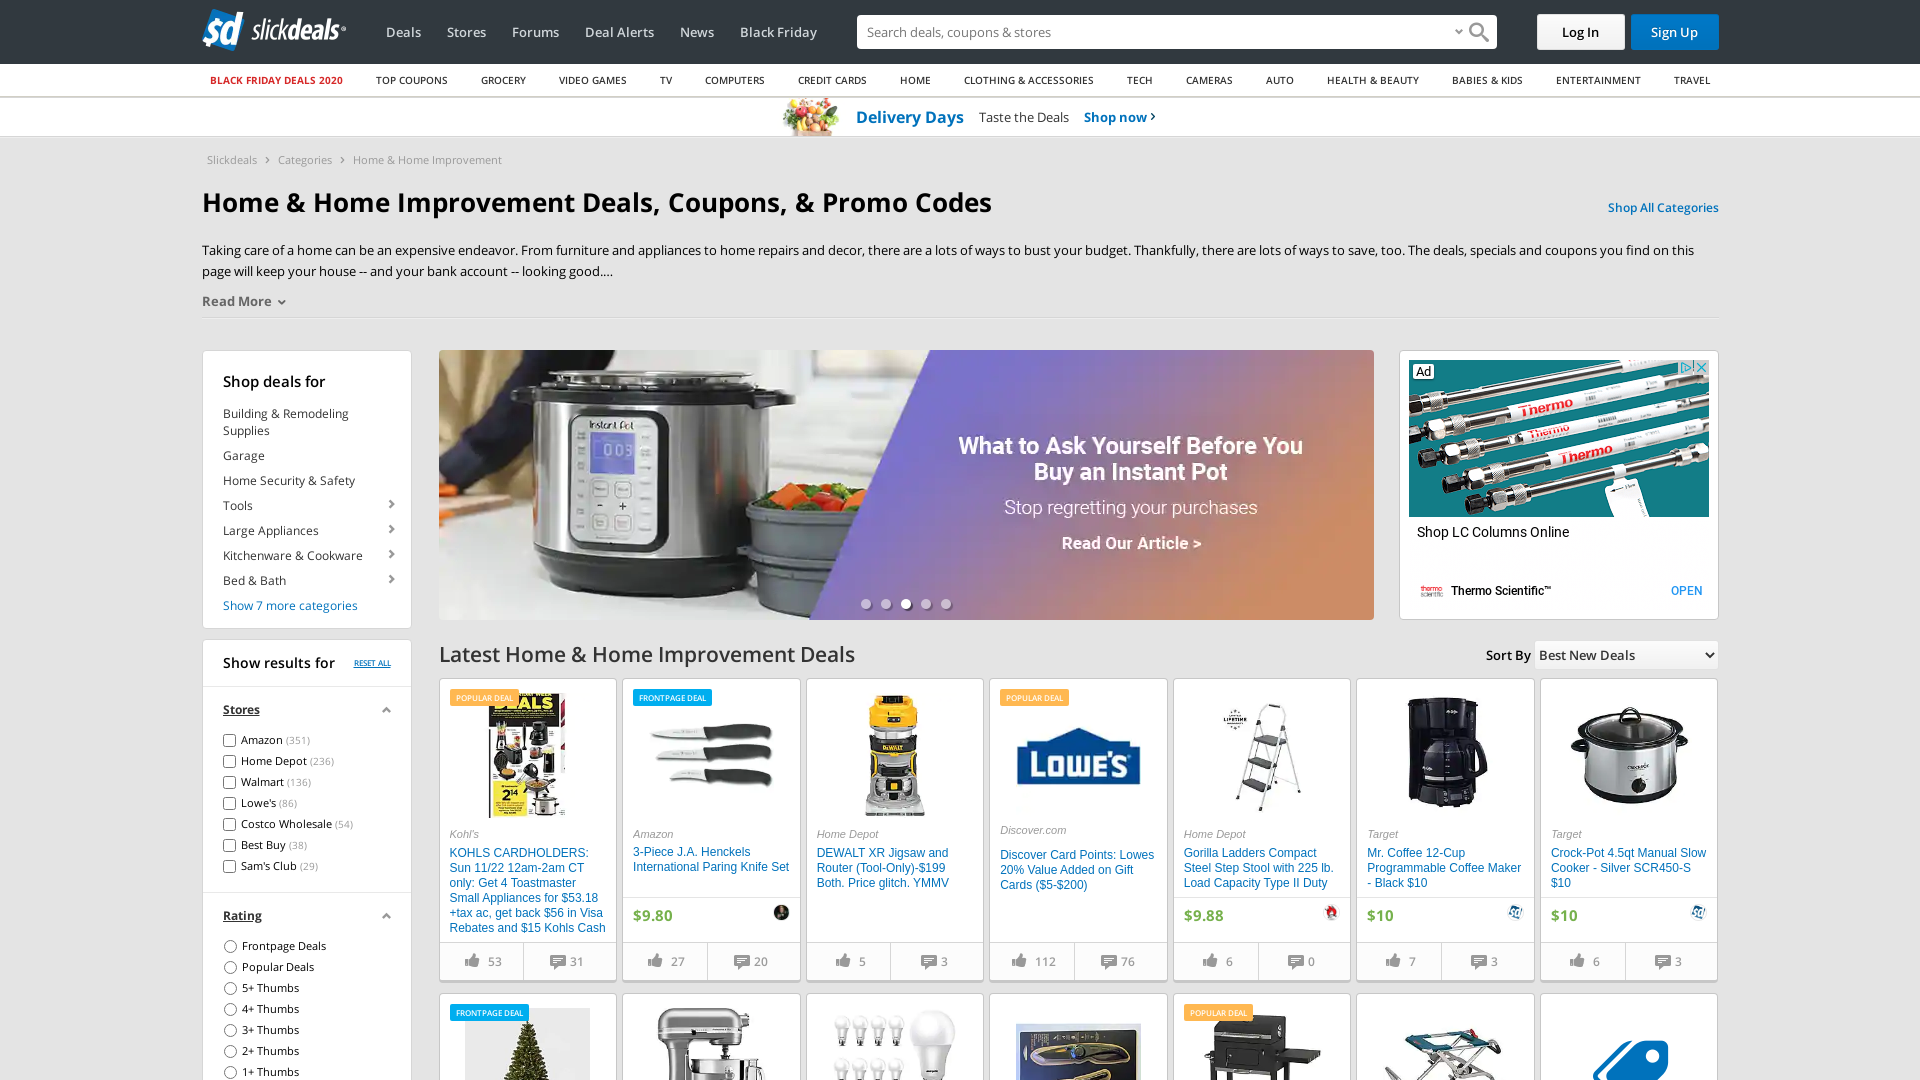 slickdeals
Deals
Stores
Forums
Deal Alerts
News
Black Friday
Search deals, coupons & stores
Log In
Sign Up
BLACK FRIDAY DEALS 2020
TOP COUPONS
GROCERY
VIDEO GAMES
TV
COMPUTERS
CREDIT CARDS
HOME
CLOTHING & ACCESSORIES
TECH
CAMERAS
AUTO
HEALTH & BEAUTY
BABIES & KIDS
ENTERTAINMENT
TRAVEL
Delivery Days
Taste the Deals
Shop now
Slickdeals
Categories
Home & Home Improvement
Home & Home Improvement Deals, Coupons, & Promo Codes
Shop All Categories
Taking care of a home can be an expensive endeavor. From furniture and appliances to home repairs and decor, there are a lots of ways to bust your budget. Thankfully, there are lots of ways to save, too. The deals, specials and coupons you find on
this page will keep your house -- and your bank account -- looking good....
Read More
Shop deals for
Building & Remodeling
Supplies
Garage
Home Security & Safety
Tools
Large Appliances
Kitchenware & Cookware
Bed & Bath
Show 7 more categories
Instant Pot
What to Ask Yourself Before You
Buy an Instant Pot
Stop regretting your purchases
Read Our Article >
Ad
Thermo
Thermo
Thermo
Shop LC Columns Online
thermo
scientific
Thermo Scientific™
OPEN
Show results for
RESET ALL
Stores
Amazon (351)
Home Depot (236)
Walmart (136)
Lowe's (86)
Costco Wholesale (54)
Best Buy (38)
Sam's Club (29)
Rating
Frontpage Deals
Popular Deals
5+ Thumbs
4+ Thumbs
3+ Thumbs
2+ Thumbs
1+ Thumbs
Latest Home & Home Improvement Deals
Sort By
Best New Deals
POPULAR DEAL
DEALS
Kohl's
KOHLS CARDHOLDERS:
Sun 11/22 12am-2am CT
only: Get 4 Toastmaster
Small Appliances for $53.18
+tax ac, get back $56 in Visa
Rebates and $15 Kohls Cash
53
31
FRONTPAGE DEAL
Amazon
3-Piece J.A. Henckels
International Paring Knife Set
$9.80
27
20
DEWALT
Home Depot
DEWALT XR Jigsaw and
Router (Tool-Only)-$199
Both. Price glitch. YMMV
5
3
POPULAR DEAL
LOWE'S
Discover.com
Discover Card Points: Lowes
20% Value Added on Gift
Cards ($5-$200)
112
76
LIFETIME
Home Depot
Gorilla Ladders Compact
Steel Step Stool with 225 lb.
Load Capacity Type II Duty
$9.88
6
0
Target
Mr. Coffee 12-Cup
Programmable Coffee Maker
- Black $10
$10
7
3
Target
Crock-Pot 4.5qt Manual Slow
Cooker - Silver SCR450-S
$10
$10
6
3
FRONTPAGE DEAL
POPULAR DEAL